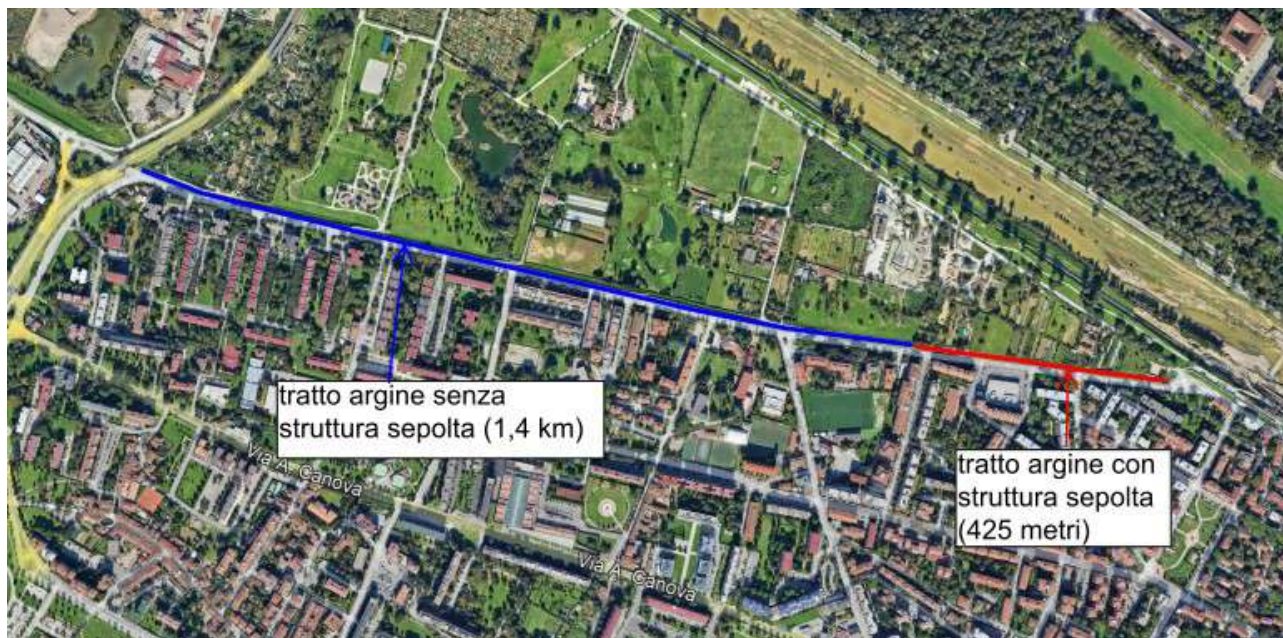 tratto argine senza
struttura sepolta (1,4 km)
Via A. Canova
tratto argine con
struttura sepolta
(425 metri)
Via A. Canova